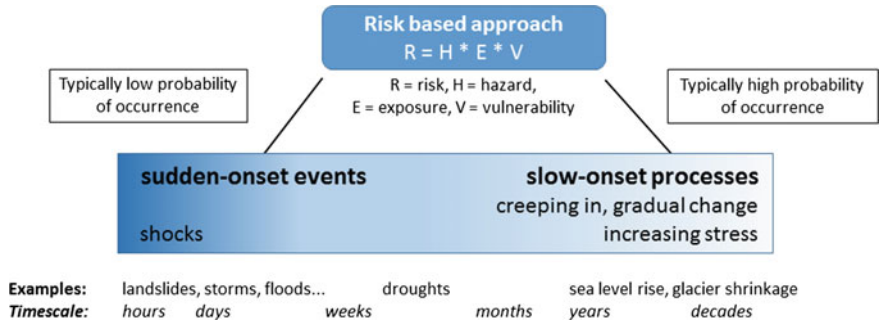 Risk based approach
R = H * E * V
Typically low probability
of occurrence
R = risk, H = hazard,
E = exposure, V = vulnerability
Typically high probability
of occurrence
sudden-onset events
slow-onset processes
creeping in, gradual change
shocks
increasing stress
Examples: landslides, storms, floods... droughts sea level rise, glacier shrinkage
Timescale: hours days weeks months years decades